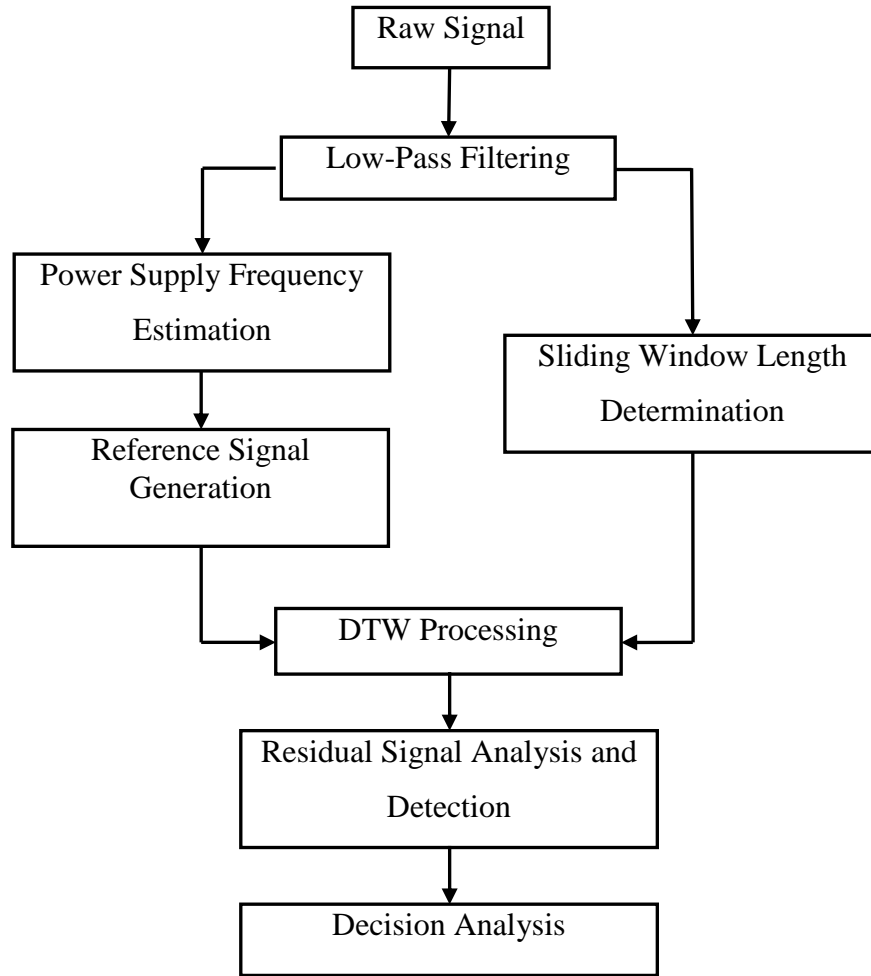 Raw Signal
Low-Pass Filtering
Power Supply Frequency
Estimation
Sliding Window Length
Determination
Reference Signal
Generation
DTW Processing
Residual Signal Analysis and
Detection
Decision Analysis